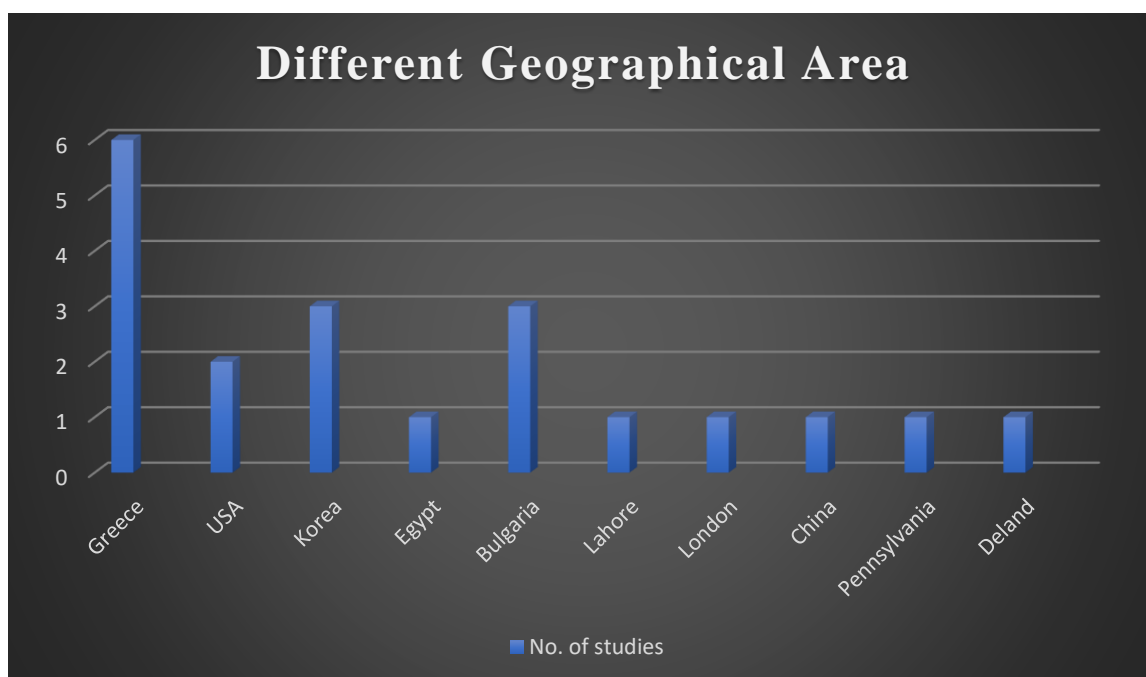 Different Geographical Area
6
5
4
3
2
1
0
Greece
USA
Korea
Egypt
Bulgaria
Lahore
London
China
Pennsylvania
Deland
No. of studies